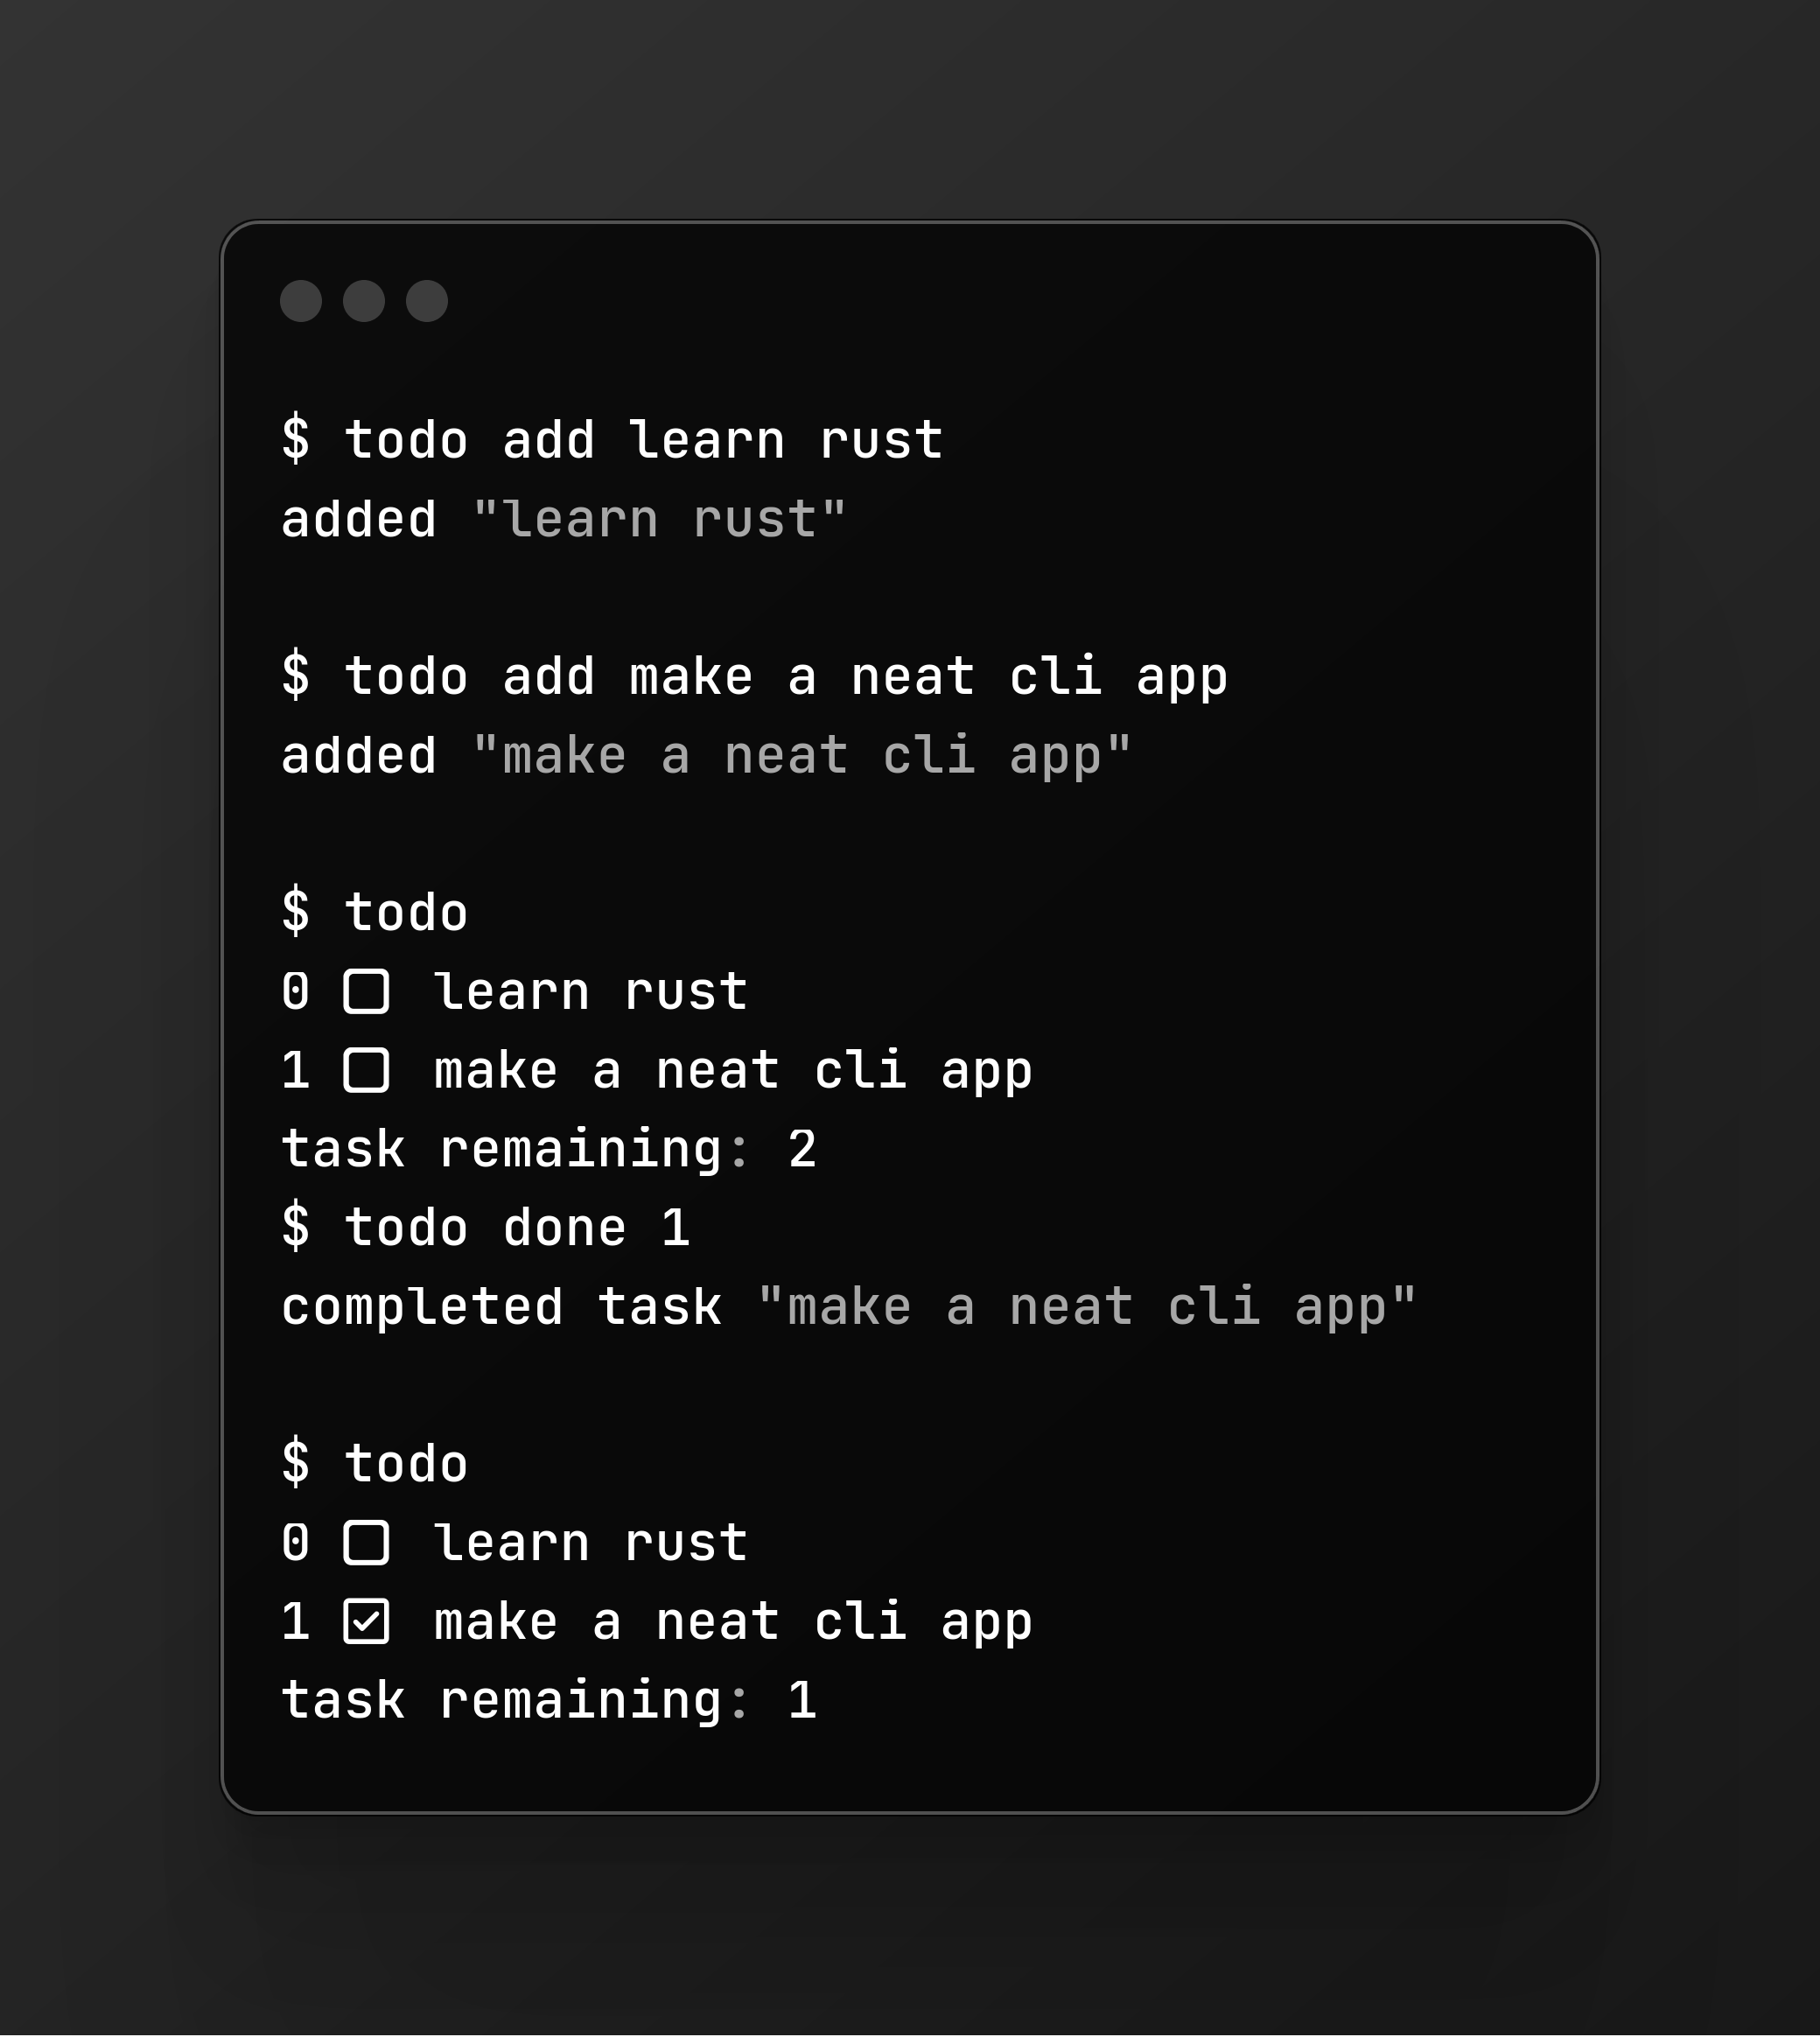 $ todo add learn rust
added "learn rust"
$ todo add make a neat cli app
added "make a neat cli app"
$ todo
0 ☐ learn rust
1 ☐ make a neat cli app
task remaining: 2
$ todo done 1
completed task "make a neat cli app"
$ todo
0 ☐ learn rust
1 ☑ make a neat cli app
task remaining: 1